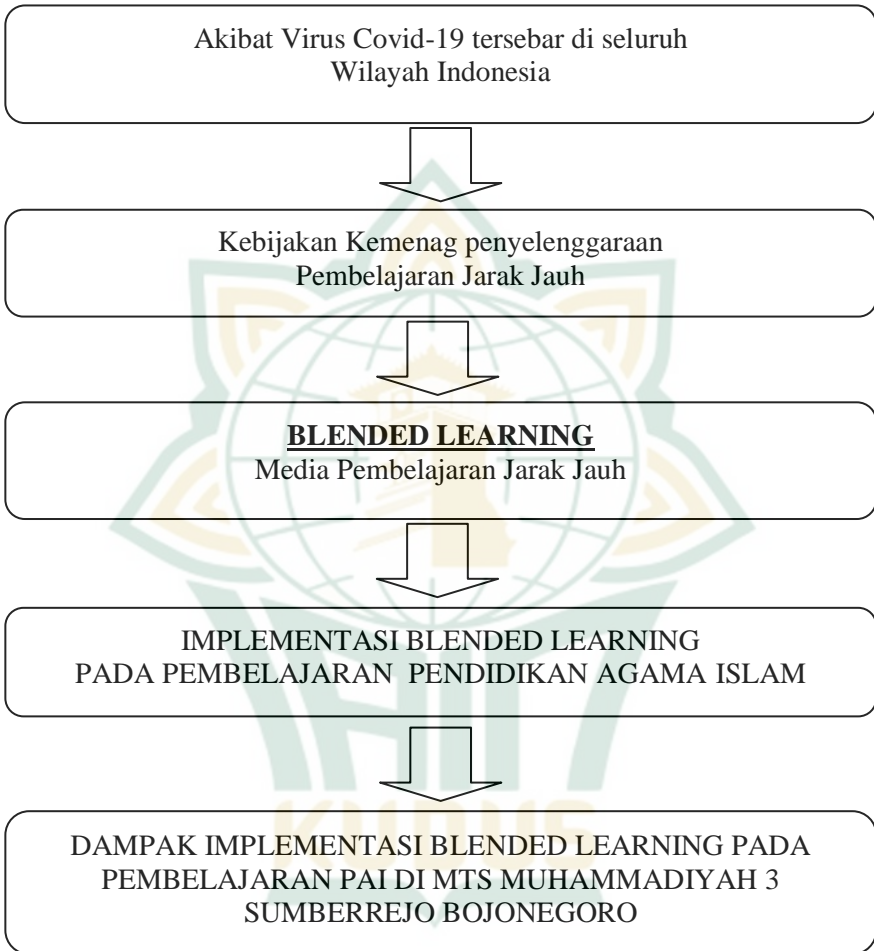 Akibat Virus Covid-19 tersebar di seluruh
Wilayah Indonesia
Kebijakan Kemenag penyelenggaraan
Pembelajaran Jarak Jauh
BLENDED LEARNING
Media Pembelajaran Jarak Jauh
IMPLEMENTASI BLENDED LEARNING
PADA PEMBELAJARAN PENDIDIKAN AGAMA ISLAM
DAMPAK IMPLEMENTASI BLENDED LEARNING PADA
PEMBELAJARAN PAI DI MTS MUHAMMADIYAH 3
SUMBERREJO BOJONEGORO
KUDUS